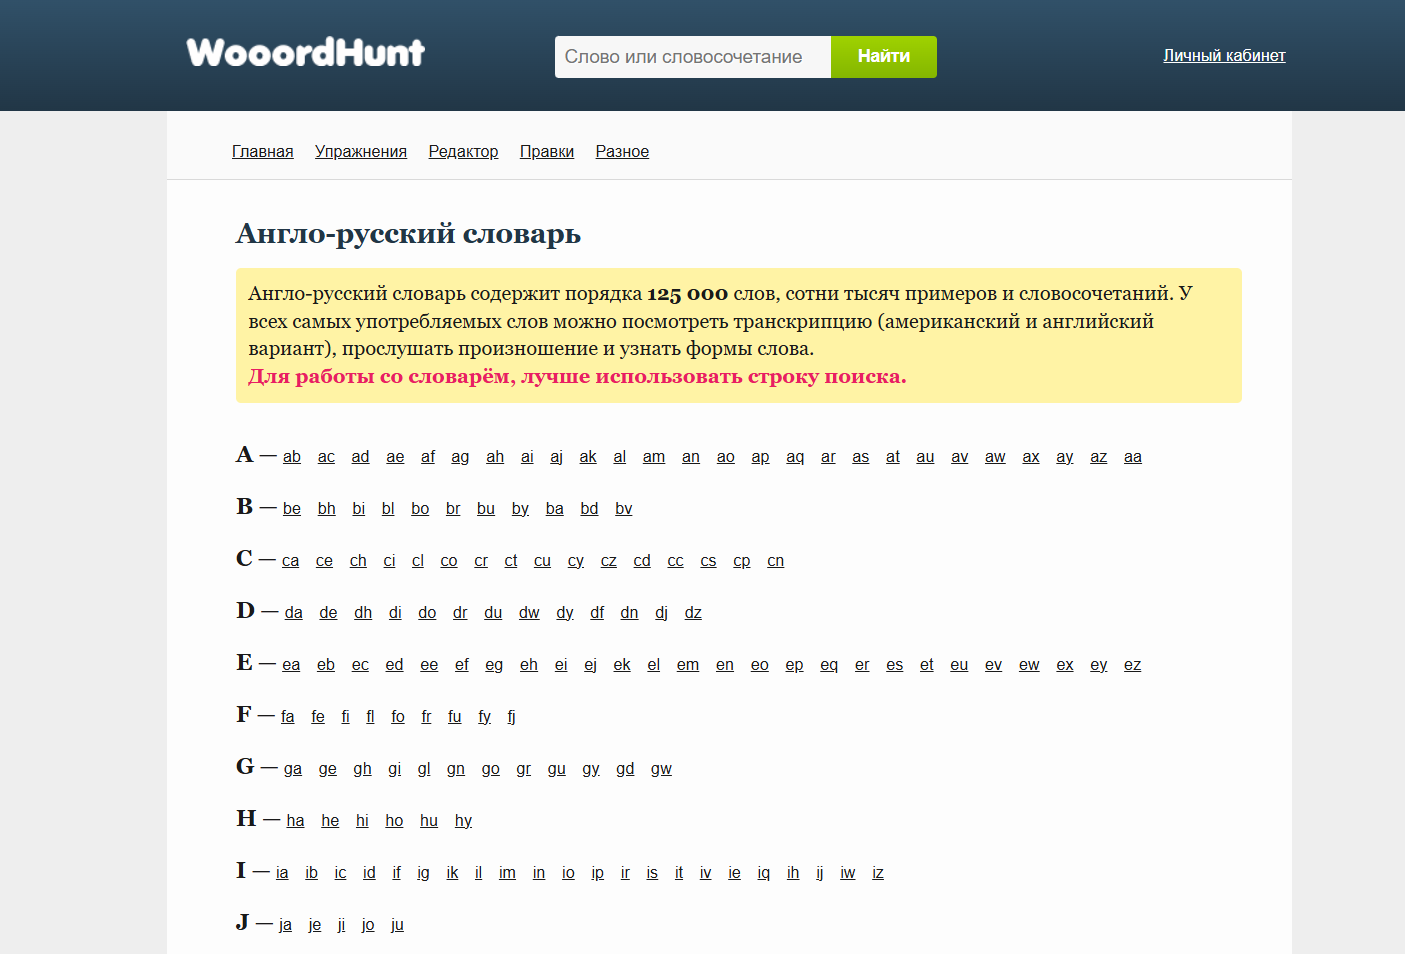 WooordHunt
Слово или словосочетание
Найти
Личный кабинет
Главная Упражнения Редактор Правки Разное
Англо-русский словарь
Англо-русский словарь содержит порядка 125 000 слов, сотни тысяч примеров и словосочетаний. У
всех самых употребляемых слов можно посмотреть транскрипцию (американский и английский
вариант), прослушать произношение и узнать формы слова.
Для работы со словарём, лучше использовать строку поиска.
A — ab ac ad ae af ag ah ai aj ak al am an ao ap aq ar as at au av aw ax ay az aa
B — be bh bi bl bo br bu by ba bd bv
C — ca ce ch ci cl co cr ct cu cy cz cd cc cs cp cn
D — da de dh di do dr du dw dy df dn dj dz
E — ea eb ec ed ee ef eg eh ei ej ek el em en eo ep eq er es et eu ev ew ex ey ez
F — fa fe fi fl fo fr fu fy fj
G — ga ge gh gi gl gn go gr gu gy gd gw
H — ha he hi ho hu hy
I — ia ib ic id if ig ik il im in io ip ir is it iv ie iq ih ij iw iz
J — ja je ji jo ju